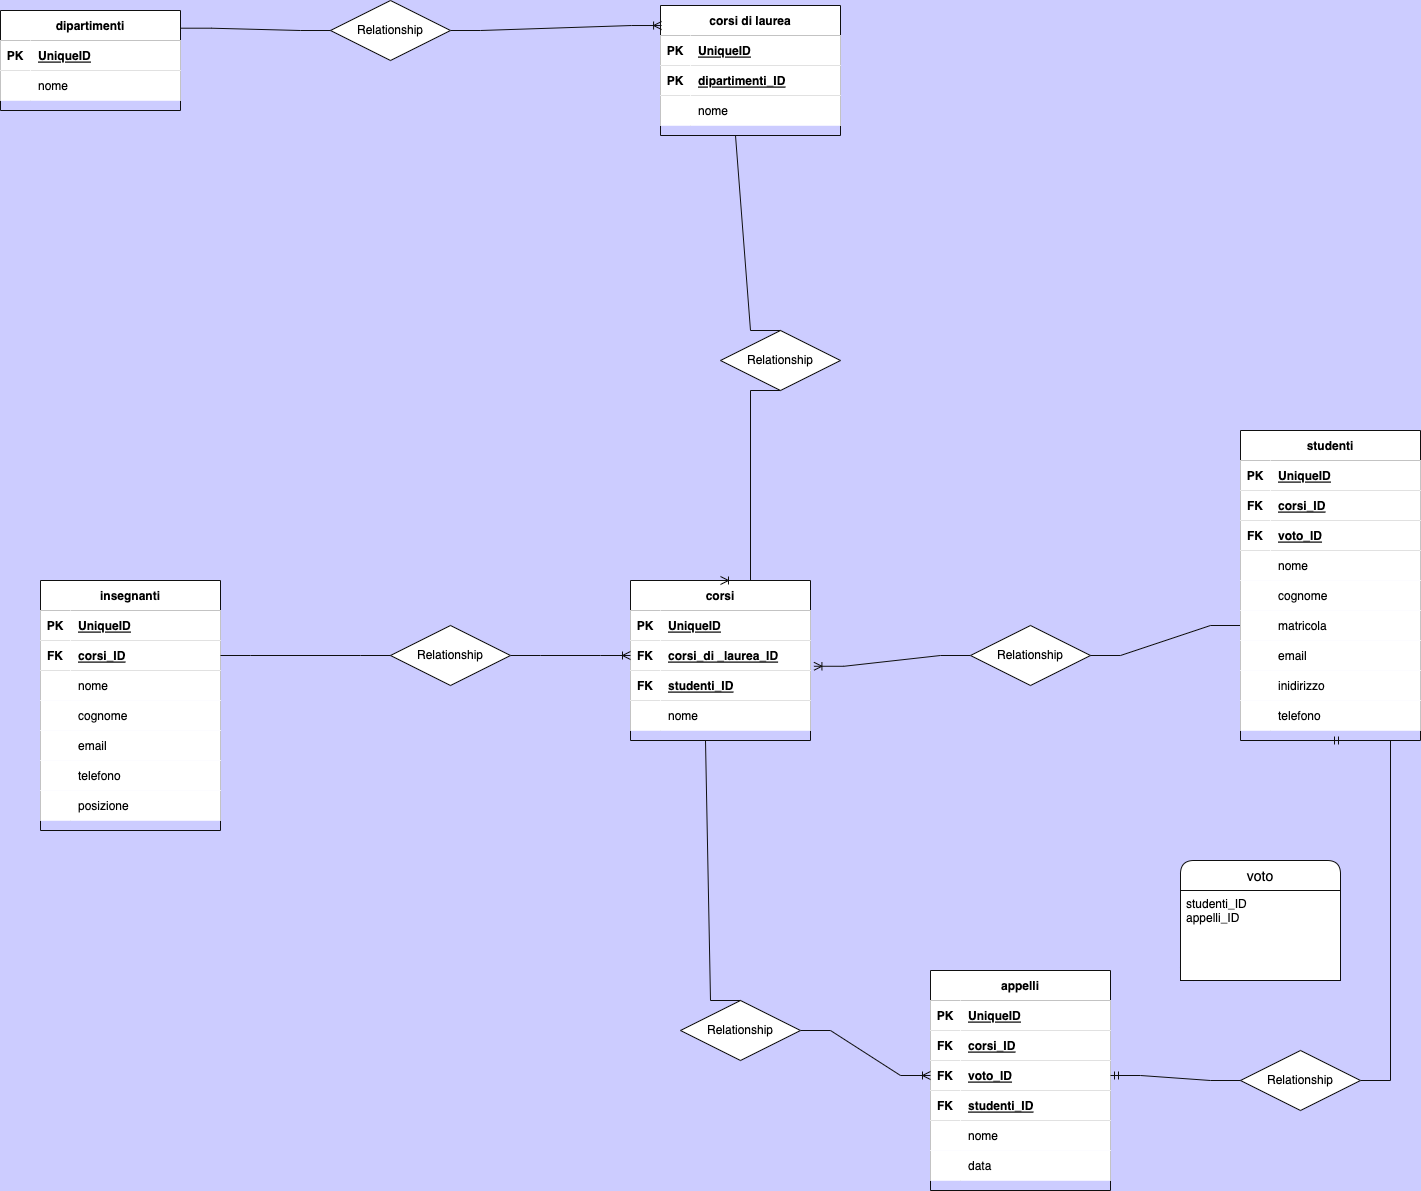 dipartimenti
PK UniqueID
nome
Relationship
corsi di laurea
PK UniqueID
PK dipartimenti_ID
nome
Relationship
studenti
PK UniqueID
FK corsi_ID
FK voto_ID
nome
cognome
matricola
email
inidirizzo
telefono
insegnanti
PK UniqueID
FK corsi_ID
nome
cognome
email
telefono
posizione
Relationship
corsi
PK UniqueID
FK corsi_di _laurea_ID
FK studenti_ID
nome
Relationship
voto
studenti_ID
appelli_ID
Relationship
appelli
PK UniqueID
FK corsi_ID
FK voto_ID
FK studenti_ID
nome
data
Relationship